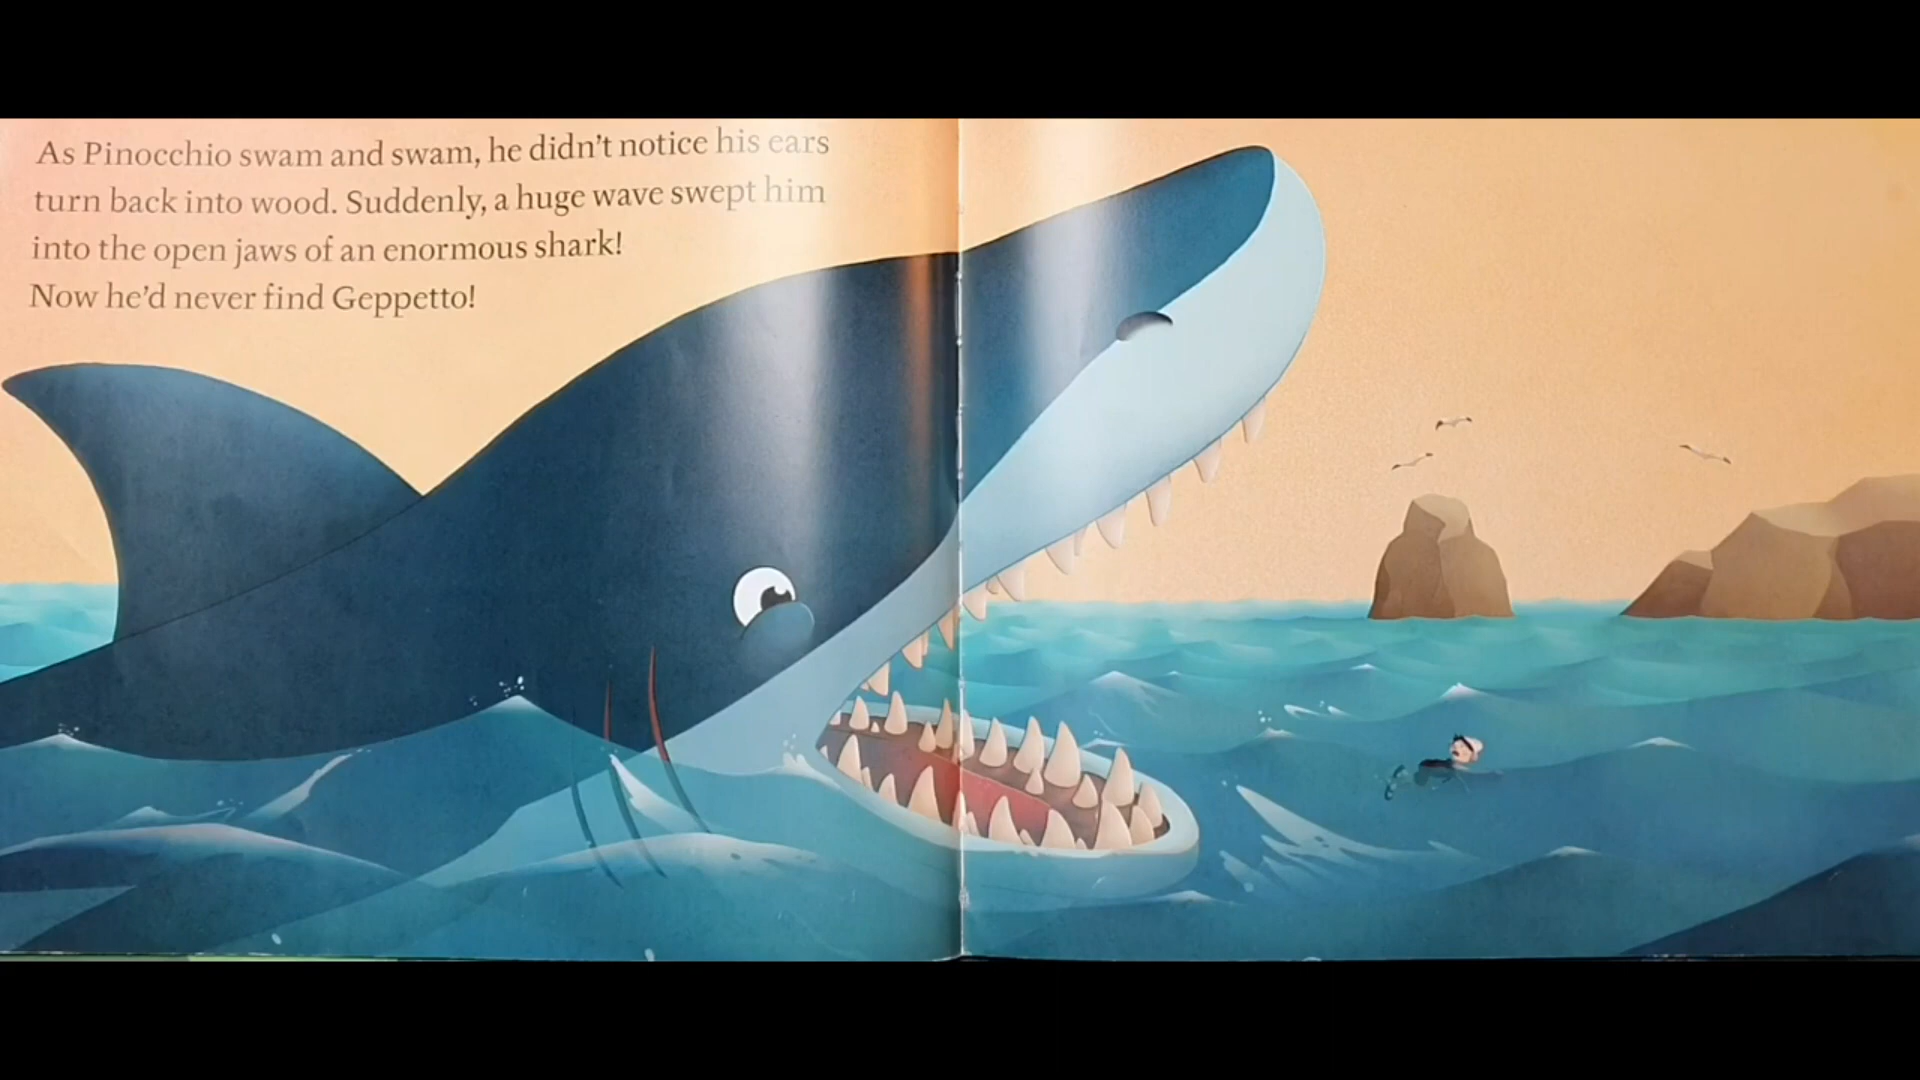 As Pinocchio swam and swam, he didn't notice his ears
turn back into wood. Suddenly, a huge wave swept him
into the open jaws of an enormous shark!
Now he'd never find Geppetto!